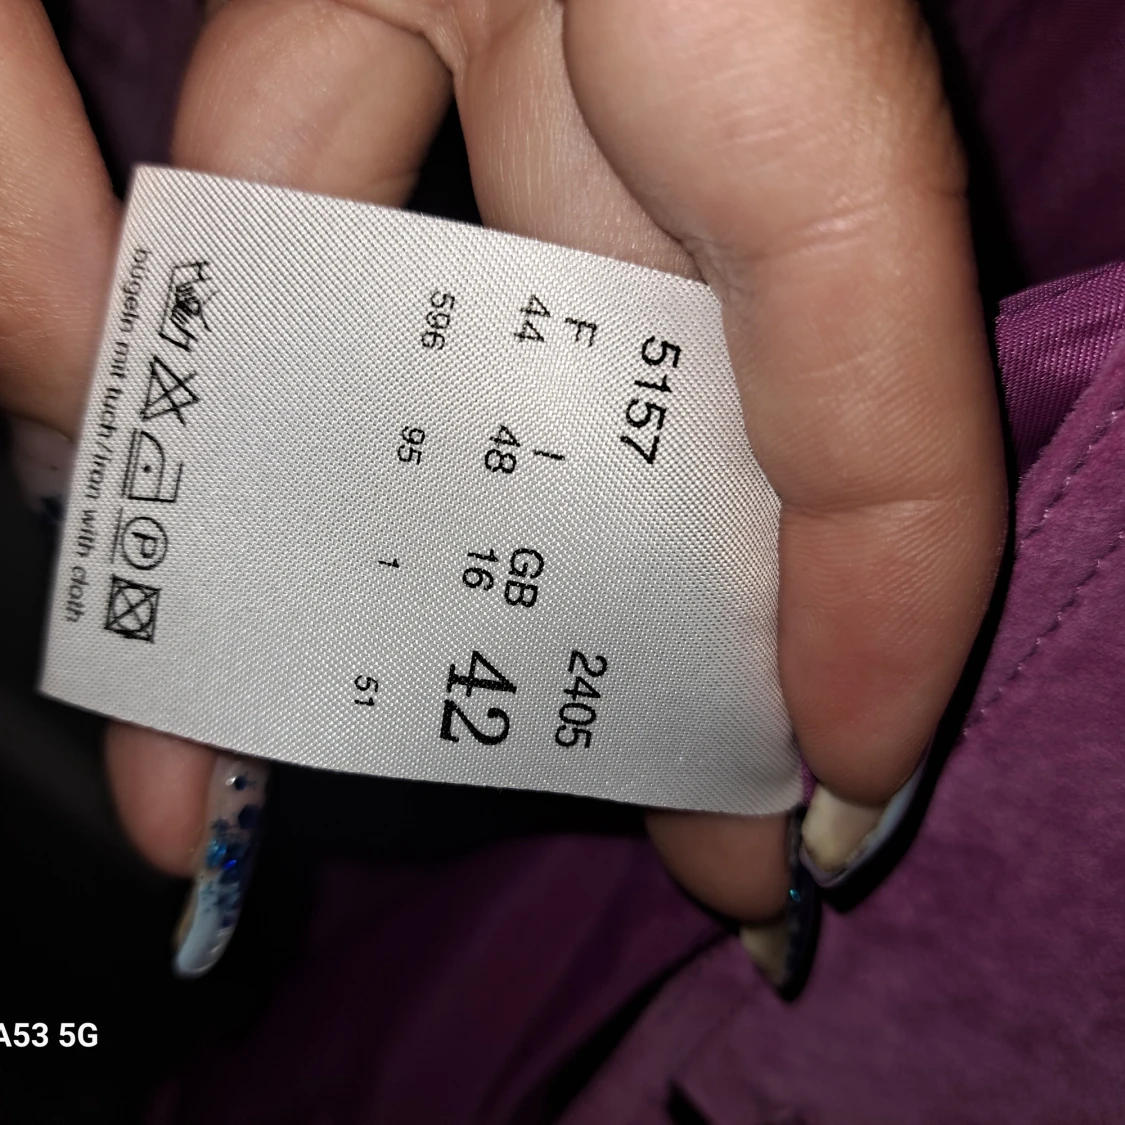 5157 2405
F I GB
44 48 16 42
596 95 1 51
P
bügeln mit tuch/iron with cloth
A53 5G